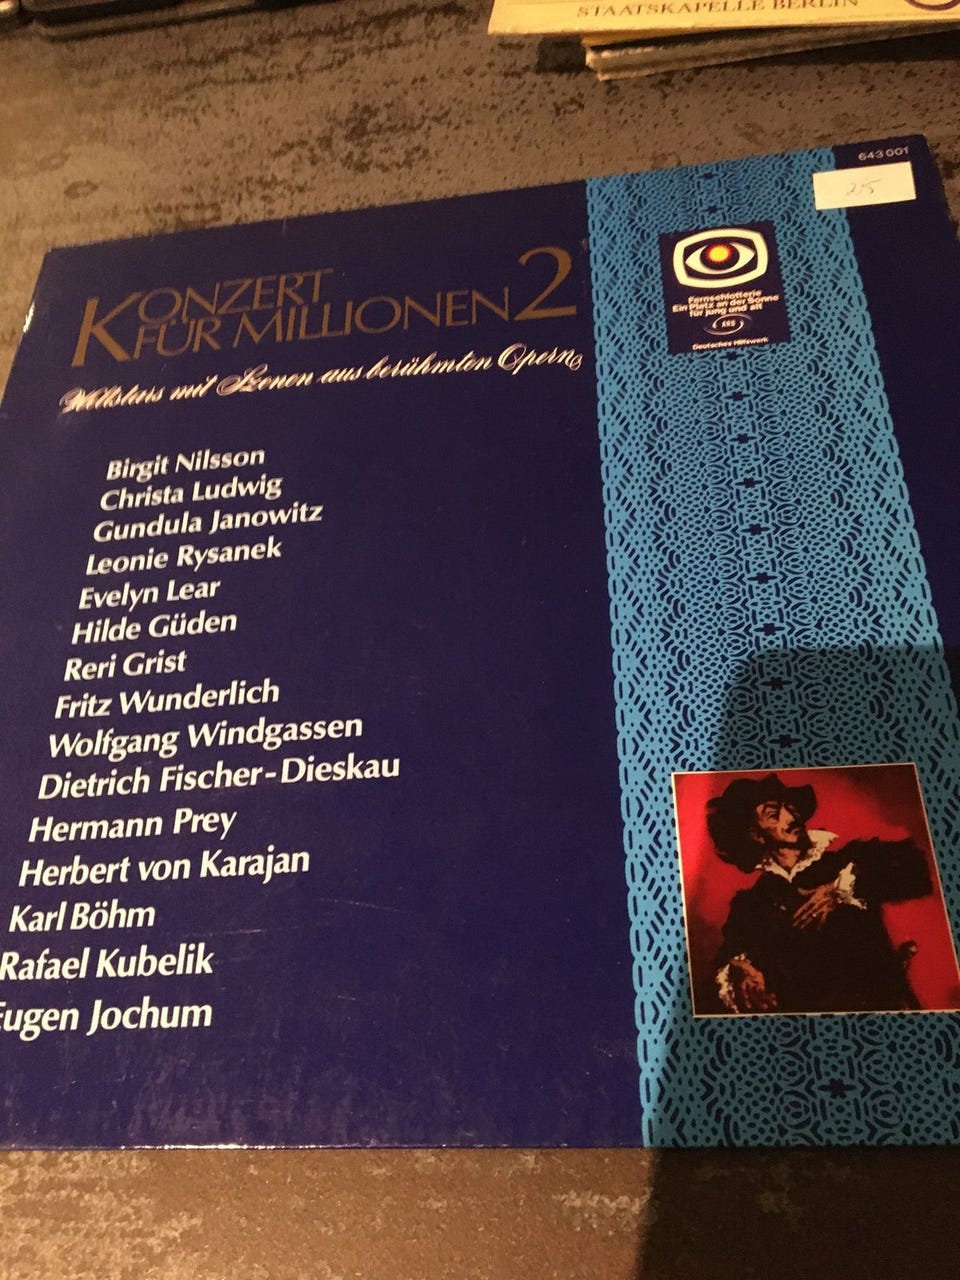 STAATSKAPELLE BERLIN
643 001
25
KONZERT
FÜR MILLIONEN 2
Weltstars mit Szenen aus berühmten Opern
Fernsehlotterie
Ein Platz an der Sonne
für jung und alt
ARD
Deutsches Hilfswerk
Birgit Nilsson
Christa Ludwig
Gundula Janowitz
Leonie Rysanek
Evelyn Lear
Hilde Güden
Reri Grist
Fritz Wunderlich
Wolfgang Windgassen
Dietrich Fischer-Dieskau
Hermann Prey
Herbert von Karajan
Karl Böhm
Rafael Kubelik
Eugen Jochum